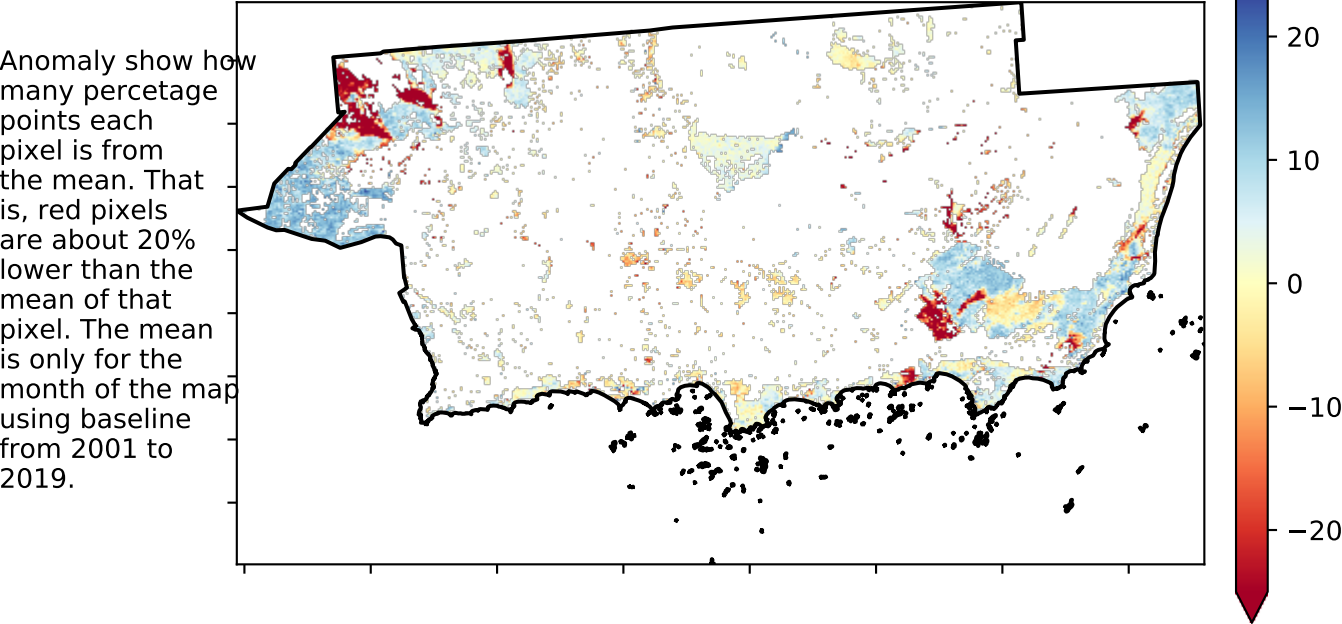 Anomaly show how
many percetage
points each
pixel is from
the mean. That
is, red pixels
are about 20%
lower than the
mean of that
pixel. The mean
is only for the
month of the map
using baseline
from 2001 to
2019.
20
10
0
−10
−20